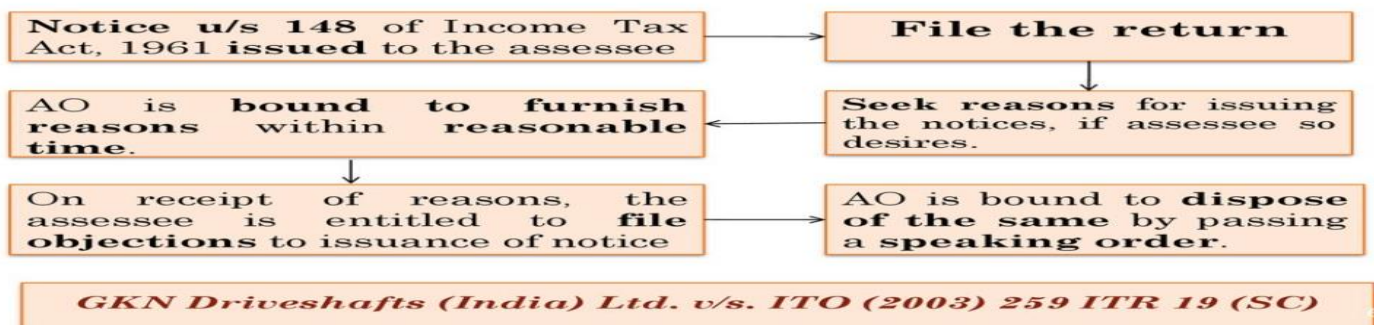 Notice u/s 148 of Income Tax
Act, 1961 issued to the assessee
File the return
Seek reasons for issuing
the notices, if assessee so
desires.
AO is bound to furnish
reasons within reasonable
time.
On receipt of reasons, the
assessee is entitled to file
objections to issuance of notice
AO is bound to dispose
of the same by passing
a speaking order.
GKN Driveshafts (India) Ltd. v/s. ITO (2003) 259 ITR 19 (SC)